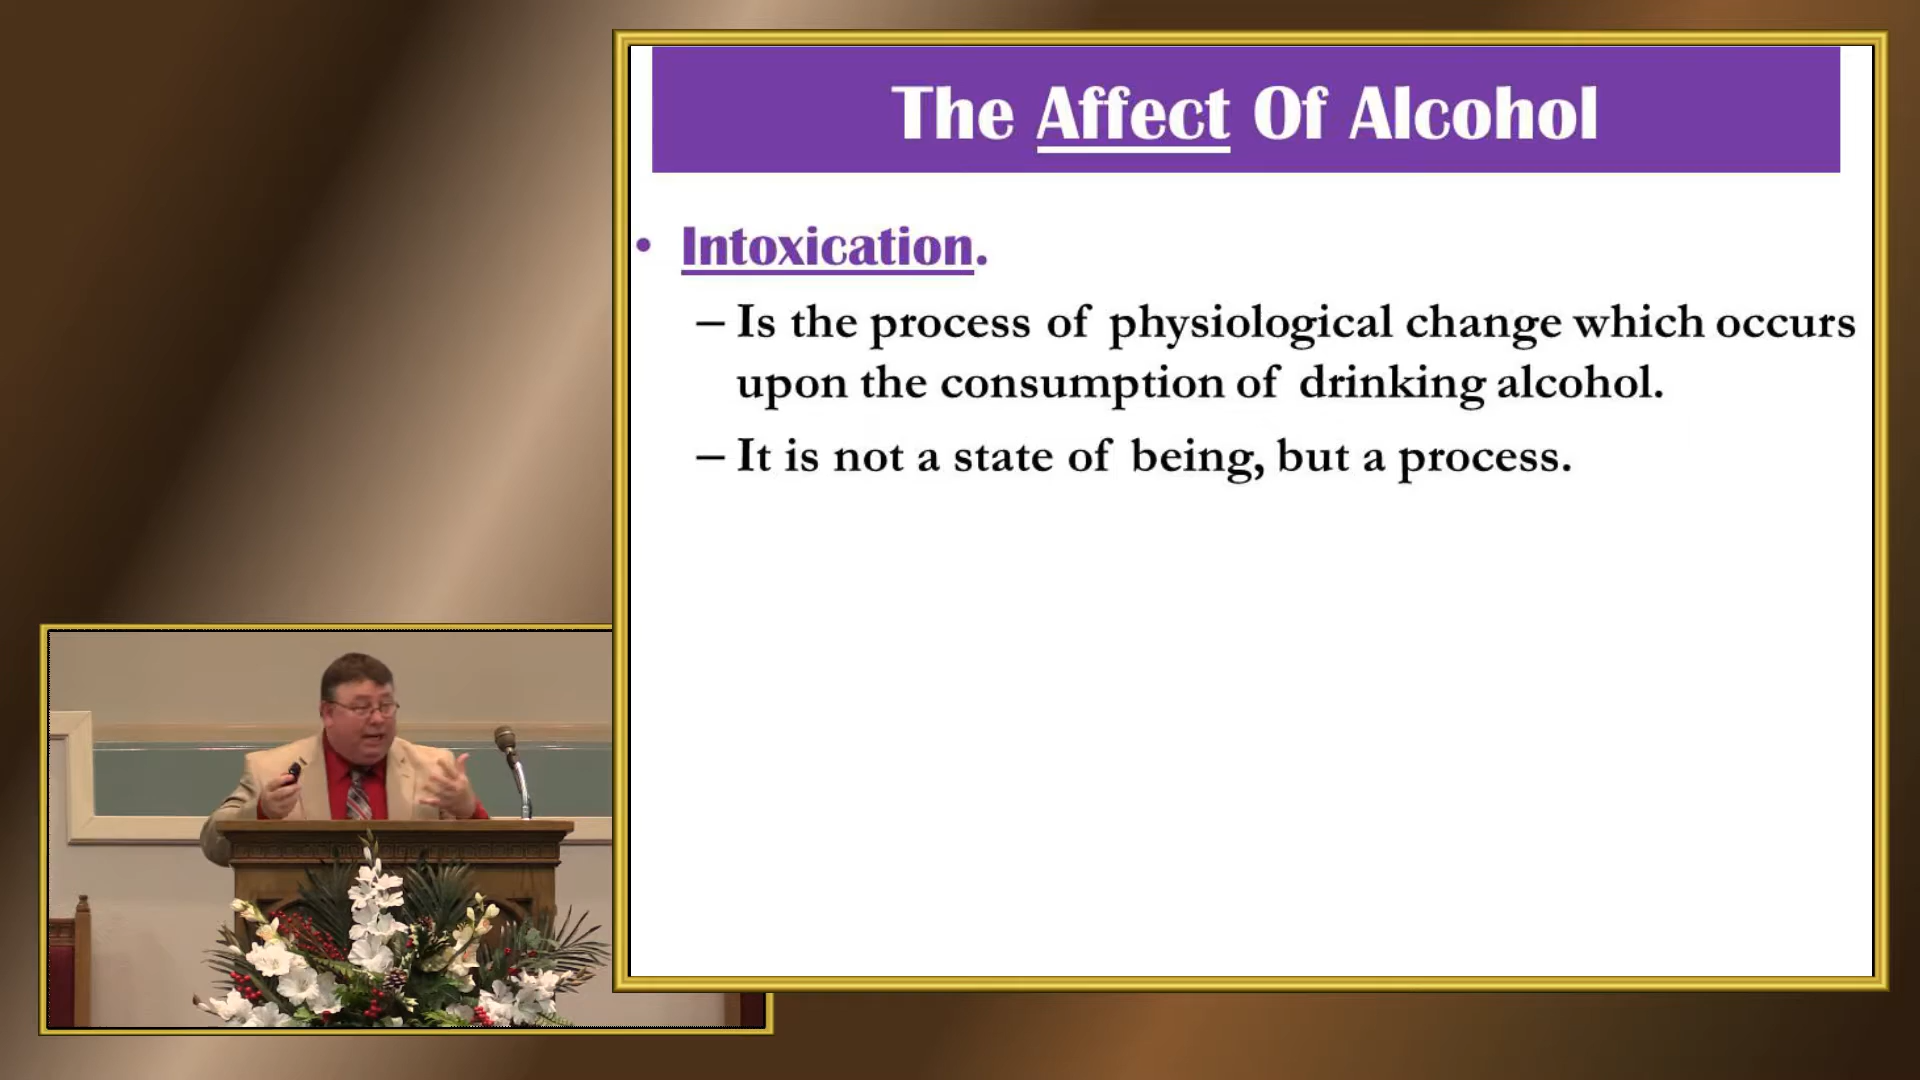 The Affect Of Alcohol
• Intoxication.
– Is the process of physiological change which occurs
upon the consumption of drinking alcohol.
– It is not a state of being, but a process.